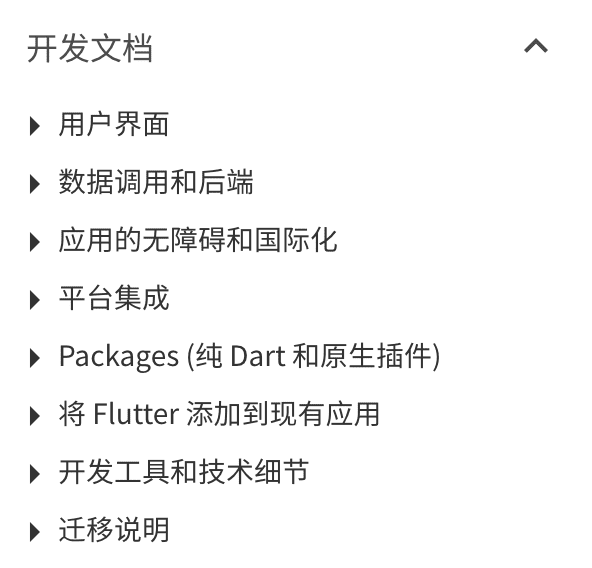 开发文档
用户界面
数据调用和后端
应用的无障碍和国际化
平台集成
Packages (纯 Dart 和原生插件)
将 Flutter 添加到现有应用
开发工具和技术细节
迁移说明